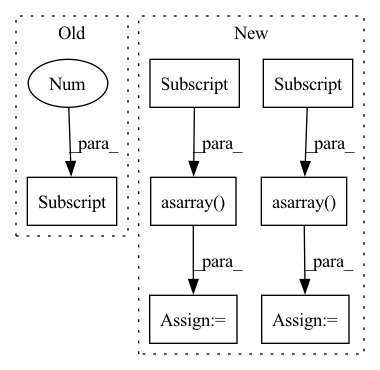 Old
New
Num
Subscript
Subscript
_para_
_para_
_para_
Subscript
asarray()
asarray()
_para_
_para_
Assign:=
Assign:=